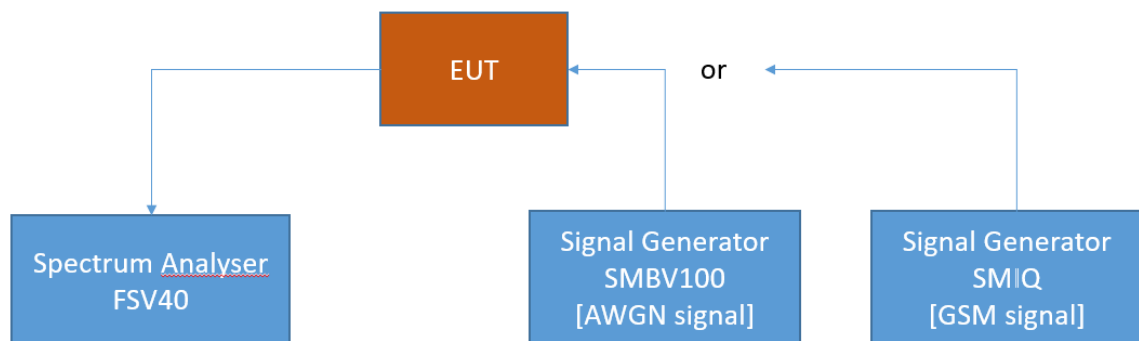 EUT
or
Spectrum Analyser
FSV40
Signal Generator
SMBV100
[AWGN signal]
Signal Generator
SMIQ
[GSM signal]